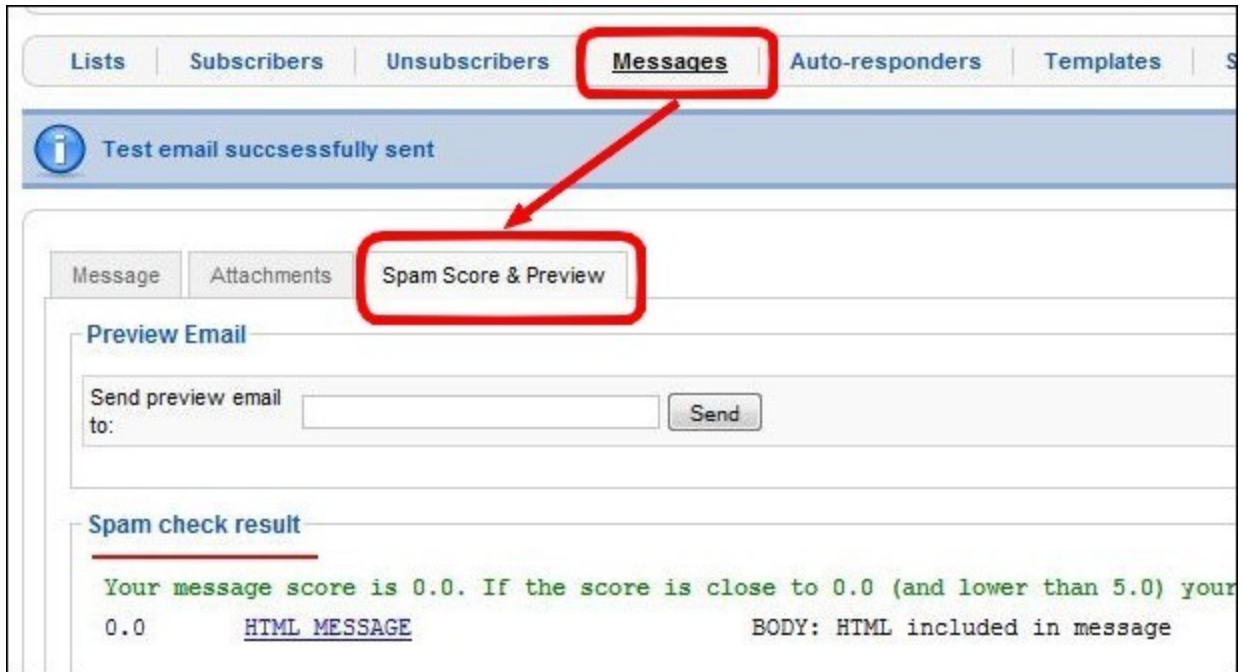 Lists Subscribers Unsubscribers Messages Auto-responders Templates S
Test email succsessfully sent
Message Attachments Spam Score & Preview
Preview Email
Send preview email
to:
Send
Spam check result
Your message score is 0.0. If the score is close to 0.0 (and lower than 5.0) your
0.0 HTML MESSAGE BODY: HTML included in message